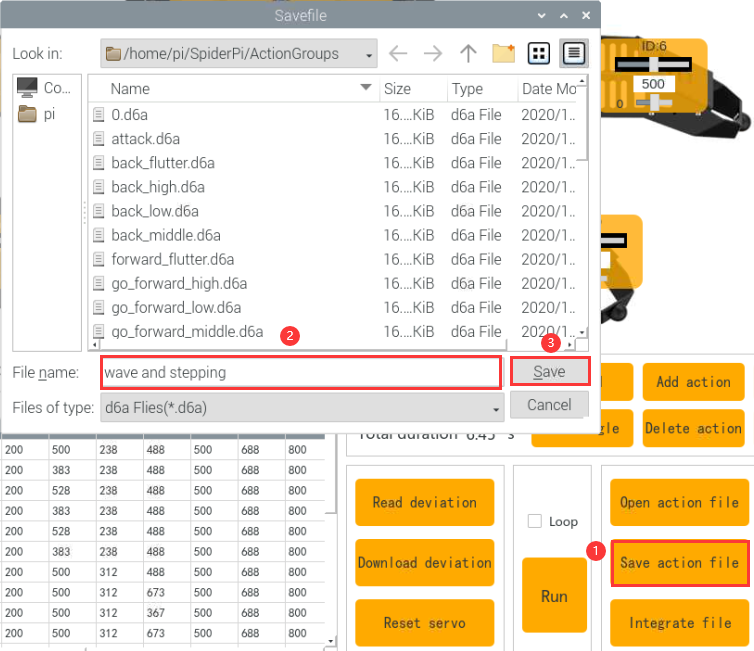 Savefile
Look in:
/home/pi/SpiderPi/ActionGroups
Co...
pi
Name Size Type Date Mo
0.d6a 16....KiB d6a File 2020/1..
attack.d6a 16....KiB d6a File 2020/1..
back_flutter.d6a 16....KiB d6a File 2020/1..
back_high.d6a 16....KiB d6a File 2020/1..
back_low.d6a 16....KiB d6a File 2020/1..
back_middle.d6a 16....KiB d6a File 2020/1..
forward_flutter.d6a 16....KiB d6a File 2020/1..
go_forward_high.d6a 16....KiB d6a File 2020/1..
go_forward_low.d6a 16....KiB d6a File 2020/1..
go_forward_middle.d6a 16....KiB d6a File 2020/1..
2
3
File name: wave and stepping
Save
Files of type: d6a Flies(*.d6a)
Cancel
ID:6
500
0
Add action
Total duration 6.45 s
Delete action
200 500 238 488 500 688 800
200 383 238 488 500 688 800
200 528 238 488 500 688 800
200 383 238 488 500 688 800
200 528 238 488 500 688 800
200 383 238 488 500 688 800
200 500 312 488 500 688 800
200 500 312 673 500 688 800
200 500 312 367 500 688 800
200 500 312 673 500 688 800
Read deviation
Download deviation
Reset servo
Loop
Run
1
Open action file
Save action file
Integrate file